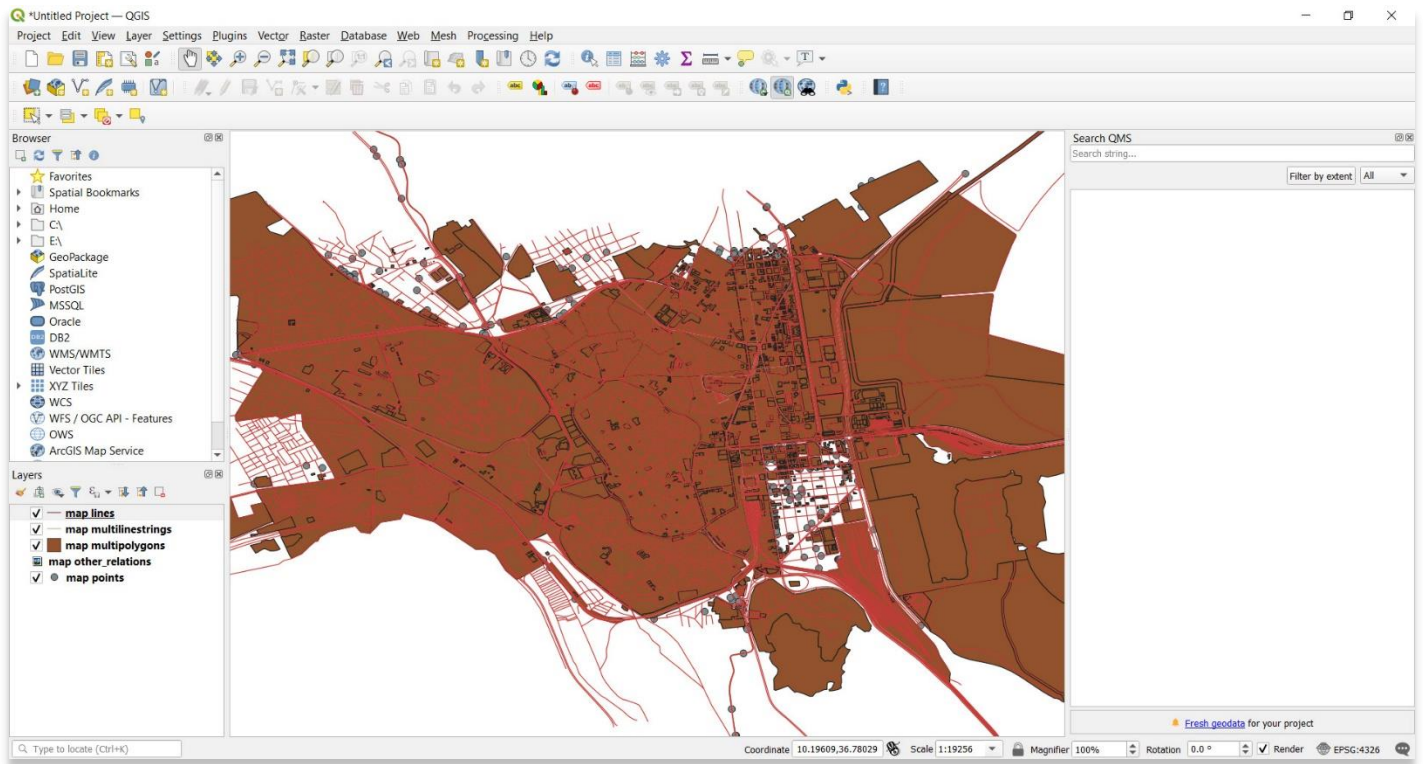 *Untitled Project — QGIS
Project Edit View Layer Settings Plugins Vector Raster Database Web Mesh Processing Help
Browser
Favorites
Spatial Bookmarks
Home
C:\
E:\
GeoPackage
SpatiaLite
PostGIS
MSSQL
Oracle
DB2
WMS/WMTS
Vector Tiles
XYZ Tiles
WCS
WFS / OGC API - Features
OWS
ArcGIS Map Service
Layers
map lines
map multilinestrings
map multipolygons
map other_relations
map points
Search QMS
Search string...
Filter by extent All
Fresh geodata for your project
Type to locate (Ctrl+K) Coordinate 10.19609,36.78029 Scale 1:19256 Magnifier 100% Rotation 0.0 ° Render EPSG:4326